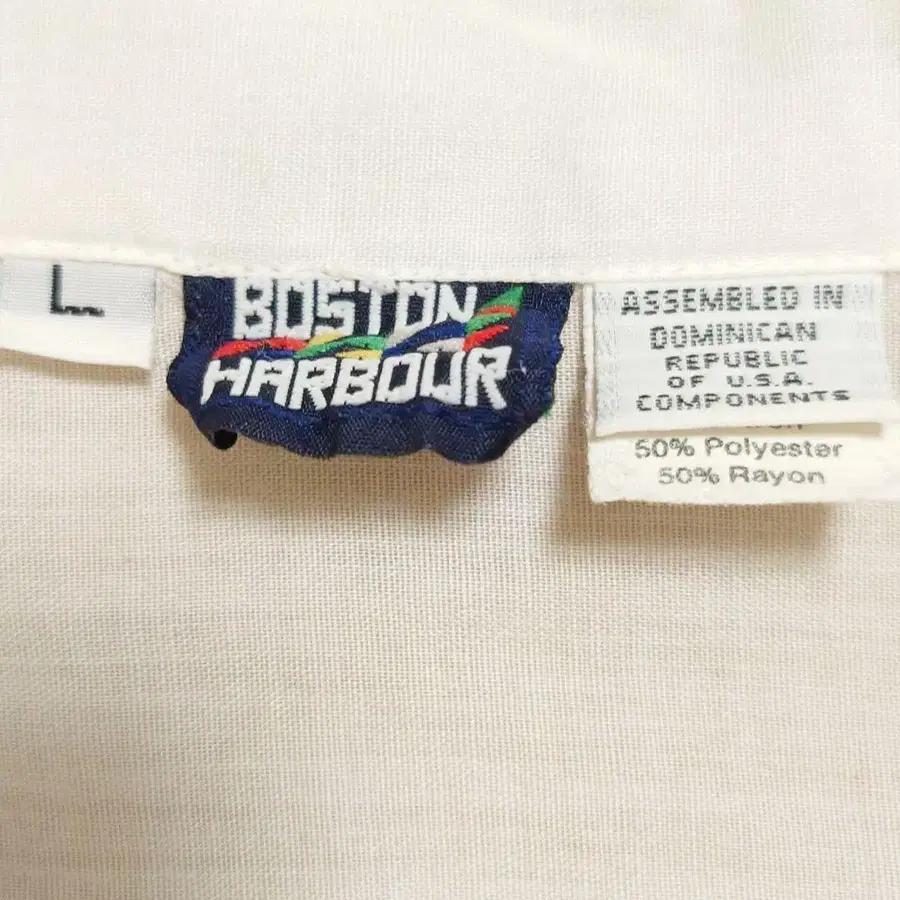 L
BOSTON
HARBOUR
ASSEMBLED IN
DOMINICAN
REPUBLIC
OF U.S.A.
COMPONENTS
50% Polyester
50% Rayon